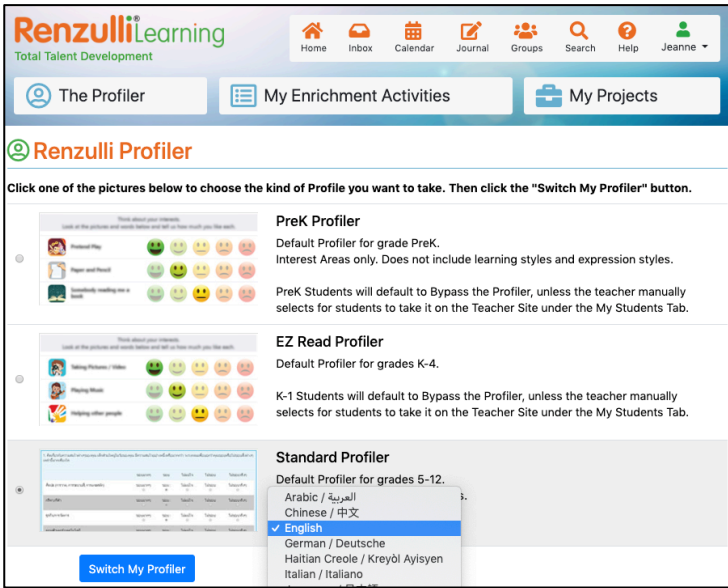 RenzulliLearning
Total Talent Development
Home
Inbox
Calendar
Journal
Groups
Search
Help
Jeanne
The Profiler
My Enrichment Activities
My Projects
Renzulli Profiler
Click one of the pictures below to choose the kind of Profile you want to take. Then click the "Switch My Profiler" button.
Think about your interests.
Look at the pictures and words below and tell us how much you like each.
Pretend Play
Paper and Pencil
Somebody reading me a
book
PreK Profiler
Default Profiler for grade PreK.
Interest Areas only. Does not include learning styles and expression styles.
PreK Students will default to Bypass the Profiler, unless the teacher manually
selects for students to take it on the Teacher Site under the My Students Tab.
Think about your interests.
Look at the pictures and words below and tell us how much you like each.
Taking Pictures / Video
Playing Music
Helping other people
EZ Read Profiler
Default Profiler for grades K-4.
K-1 Students will default to Bypass the Profiler, unless the teacher manually
selects for students to take it on the Teacher Site under the My Students Tab.
Standard Profiler
Default Profiler for grades 5-12.
s.
Arabic / العربية
Chinese / 中文
✓ English
German / Deutsche
Haitian Creole / Kreyòl Ayisyen
Italian / Italiano
Switch My Profiler